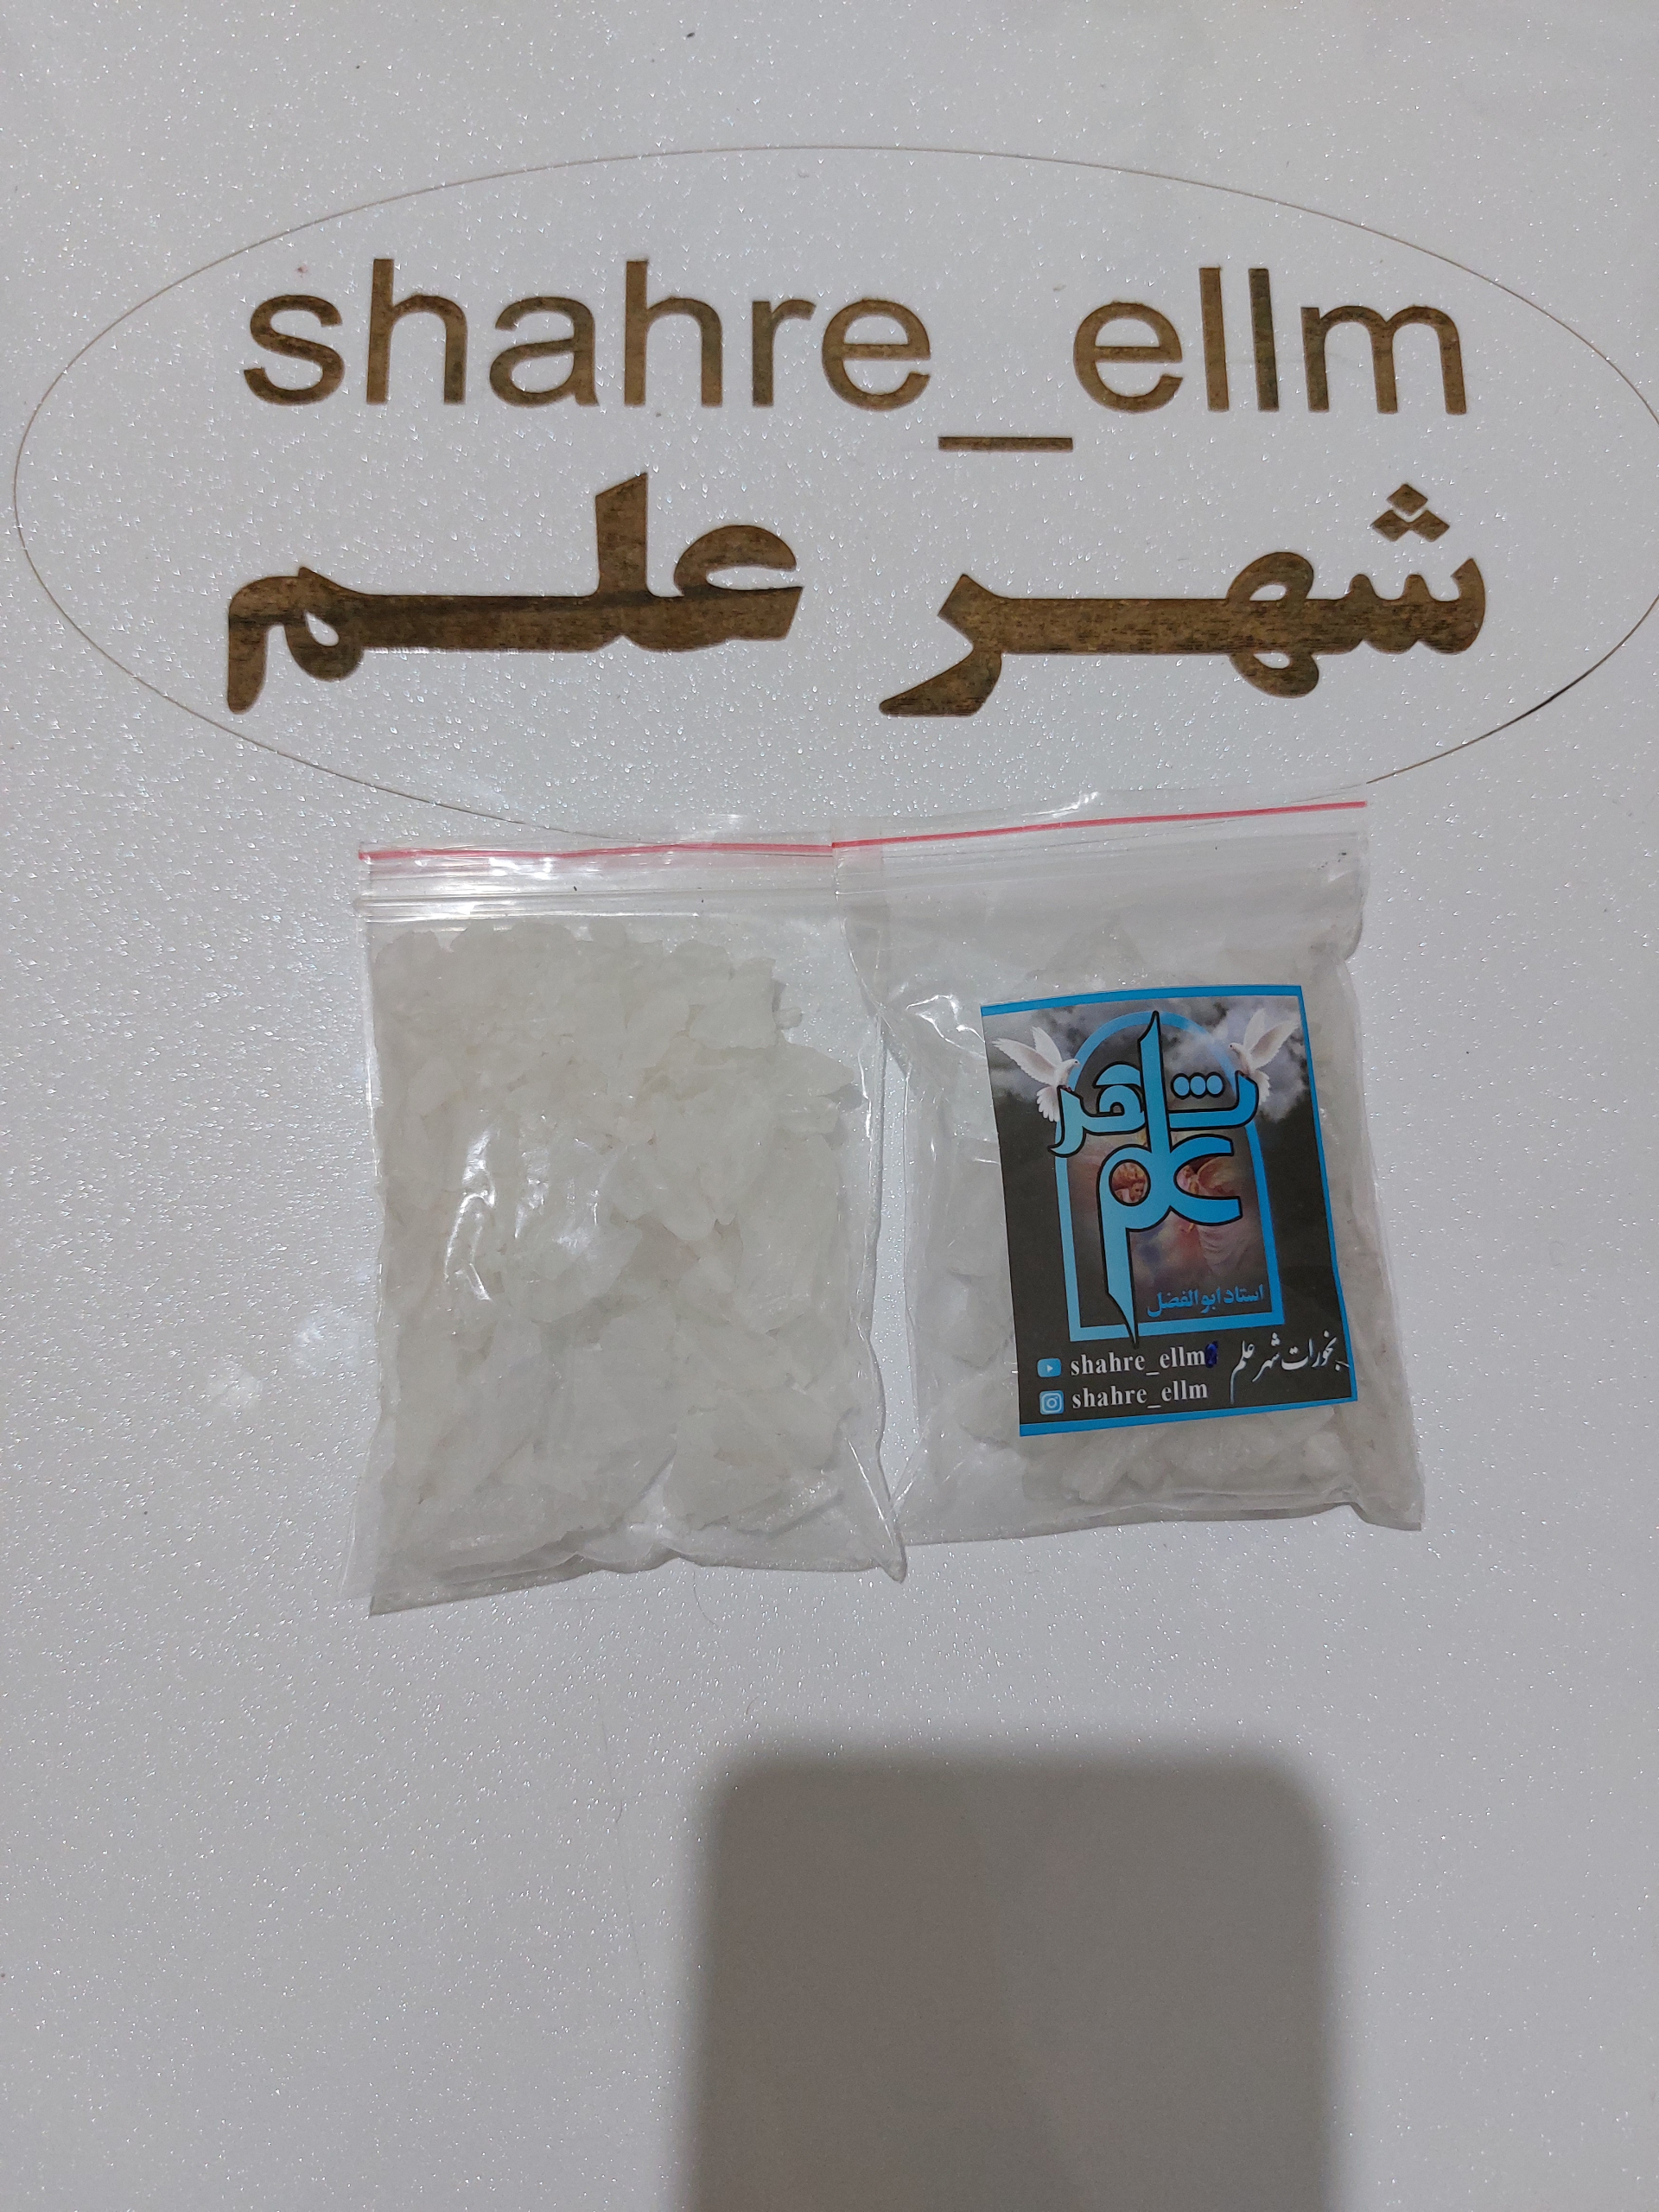 shahre_ellm
شهر علم
شهر
علم
استاد ابوالفضل
shahre_ellm
بخورات شهر علم
shahre_ellm